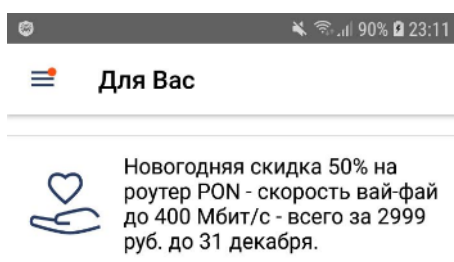 90% 23:11
Для Вас
Новогодняя скидка 50% на
роутер PON - скорость вай-фай
до 400 Мбит/с - всего за 2999
руб. до 31 декабря.